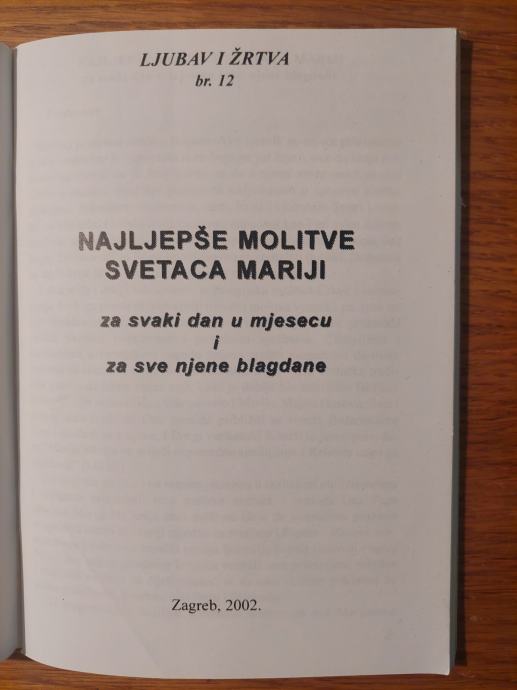 LJUBAV I ŽRTVA
br. 12
NAJLJEPŠE MOLITVE
SVETACA MARIJI
za svaki dan u mjesecu
i
za sve njene blagdane
Zagreb, 2002.